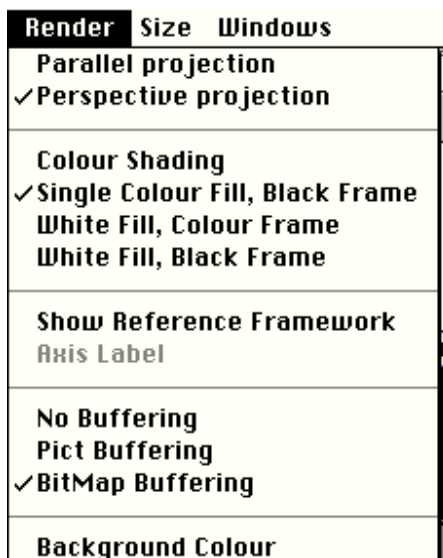 Render Size Windows
Parallel projection
✓Perspective projection
Colour Shading
✓Single Colour Fill, Black Frame
White Fill, Colour Frame
White Fill, Black Frame
Show Reference Framework
Axis Label
No Buffering
Pict Buffering
✓BitMap Buffering
Background Colour